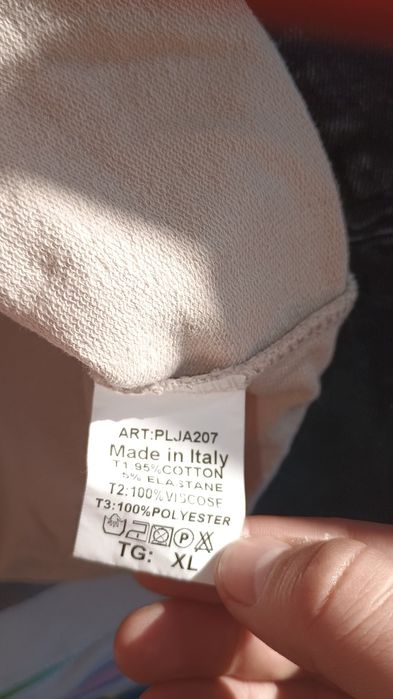 ART:PLJA207
Made in Italy
T1 95%COTTON
5% ELASTANE
T2:100%VISCOSE
T3:100%POLYESTER
P
TG: XL